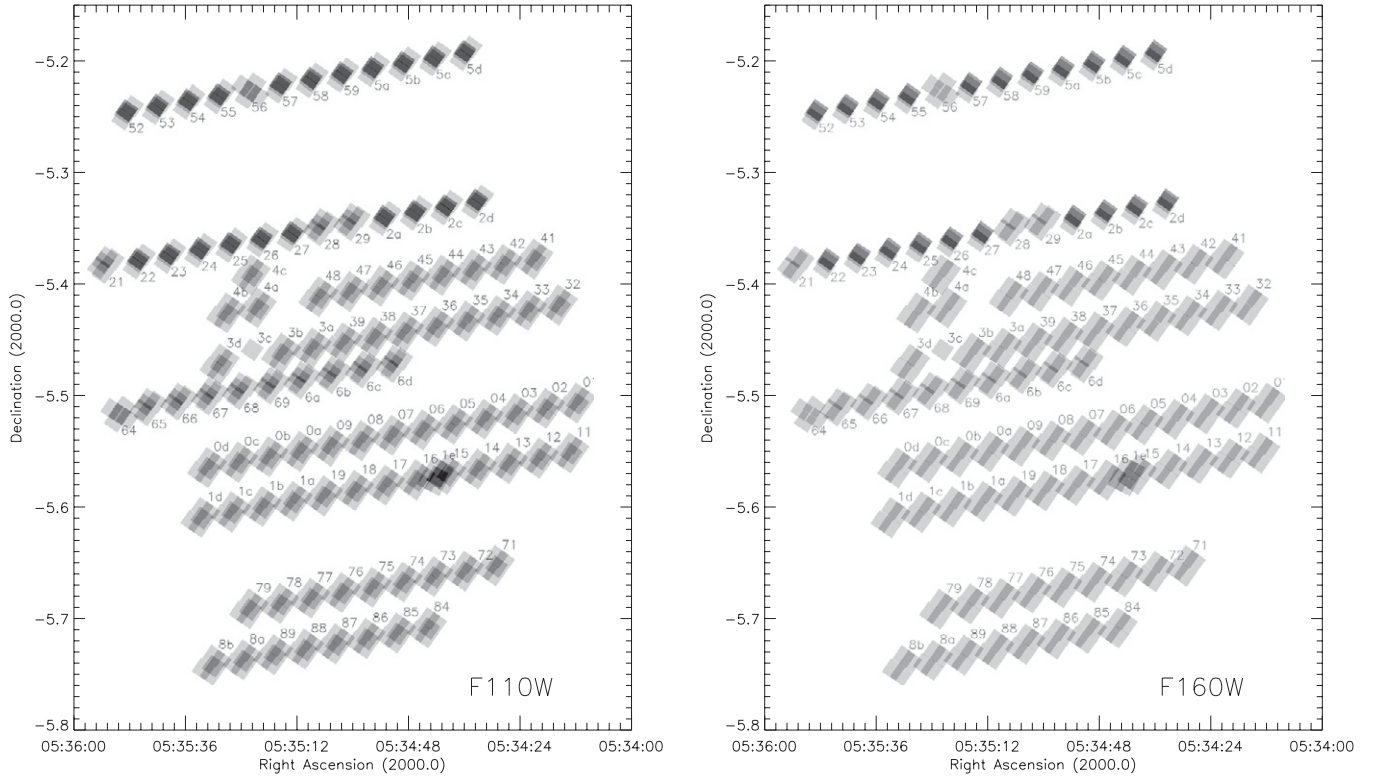 −5.2
−5.3
−5.4
−5.5
−5.6
−5.7
−5.8
Declination (2000.0)
52 53 54 55 56 57 58 59 5a 5b 5c 5d
21 22 23 24 25 26 27 28 29 2a 2b 2c 2d
4c 4b 4a 48 47 46 45 44 43 42 41
3d 3c 3b 3a 39 38 37 36 35 34 33 32
64 65 66 67 68 69 6a 6b 6c 6d
0d 0c 0b 0a 09 08 07 06 05 04 03 02
1d 1c 1b 1a 19 18 17 16 1e 15 14 13 12 11
79 78 77 76 75 74 73 72 71
8b 8a 89 88 87 86 85 84
F110W
05:36:00 05:35:36 05:35:12 05:34:48 05:34:24 05:34:00
Right Ascension (2000.0)
−5.2
−5.3
−5.4
−5.5
−5.6
−5.7
−5.8
Declination (2000.0)
52 53 54 55 56 57 58 59 5a 5b 5c 5d
21 22 23 24 25 26 27 28 29 2a 2b 2c 2d
4c 4b 4a 48 47 46 45 44 43 42 41
3d 3c 3b 3a 39 38 37 36 35 34 33 32
64 65 66 67 68 69 6a 6b 6c 6d
0d 0c 0b 0a 09 08 07 06 05 04 03 02
1d 1c 1b 1a 19 18 17 16 1e 15 14 13 12 11
79 78 77 76 75 74 73 72 71
8b 8a 89 88 87 86 85 84
F160W
05:36:00 05:35:36 05:35:12 05:34:48 05:34:24 05:34:00
Right Ascension (2000.0)